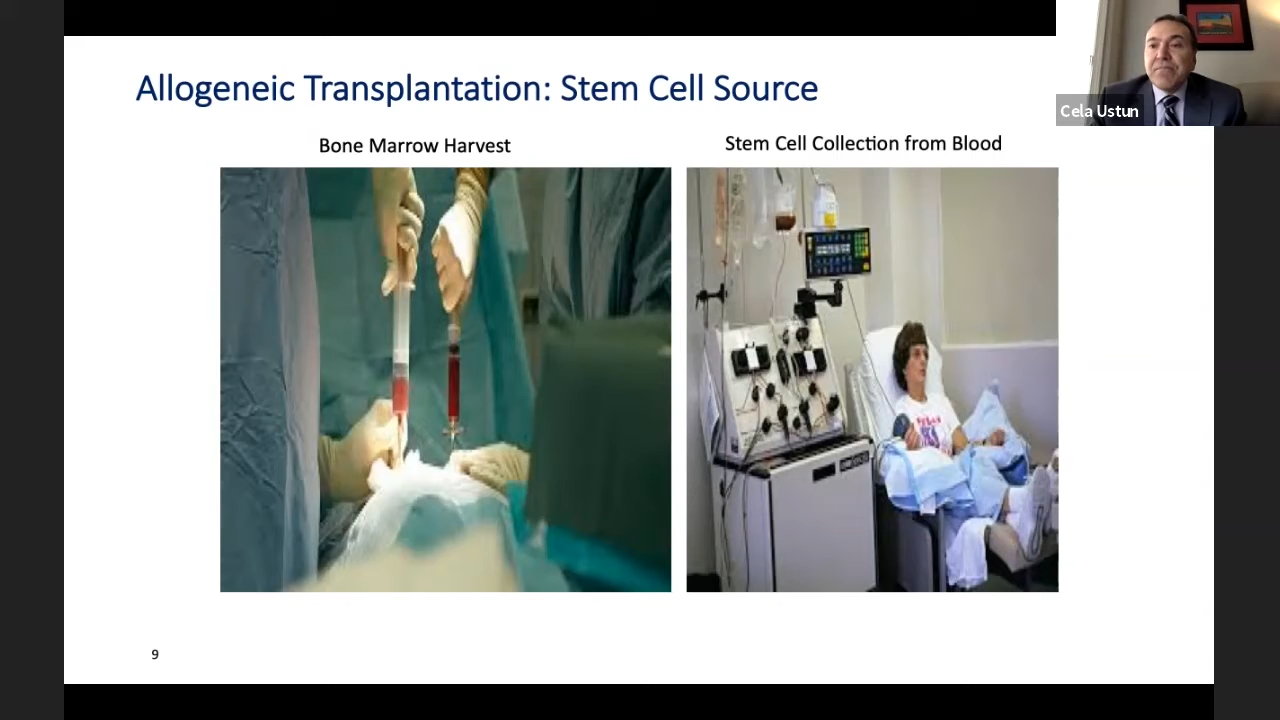 Allogeneic Transplantation: Stem Cell Source
Cela Ustun
Bone Marrow Harvest
Stem Cell Collection from Blood
9